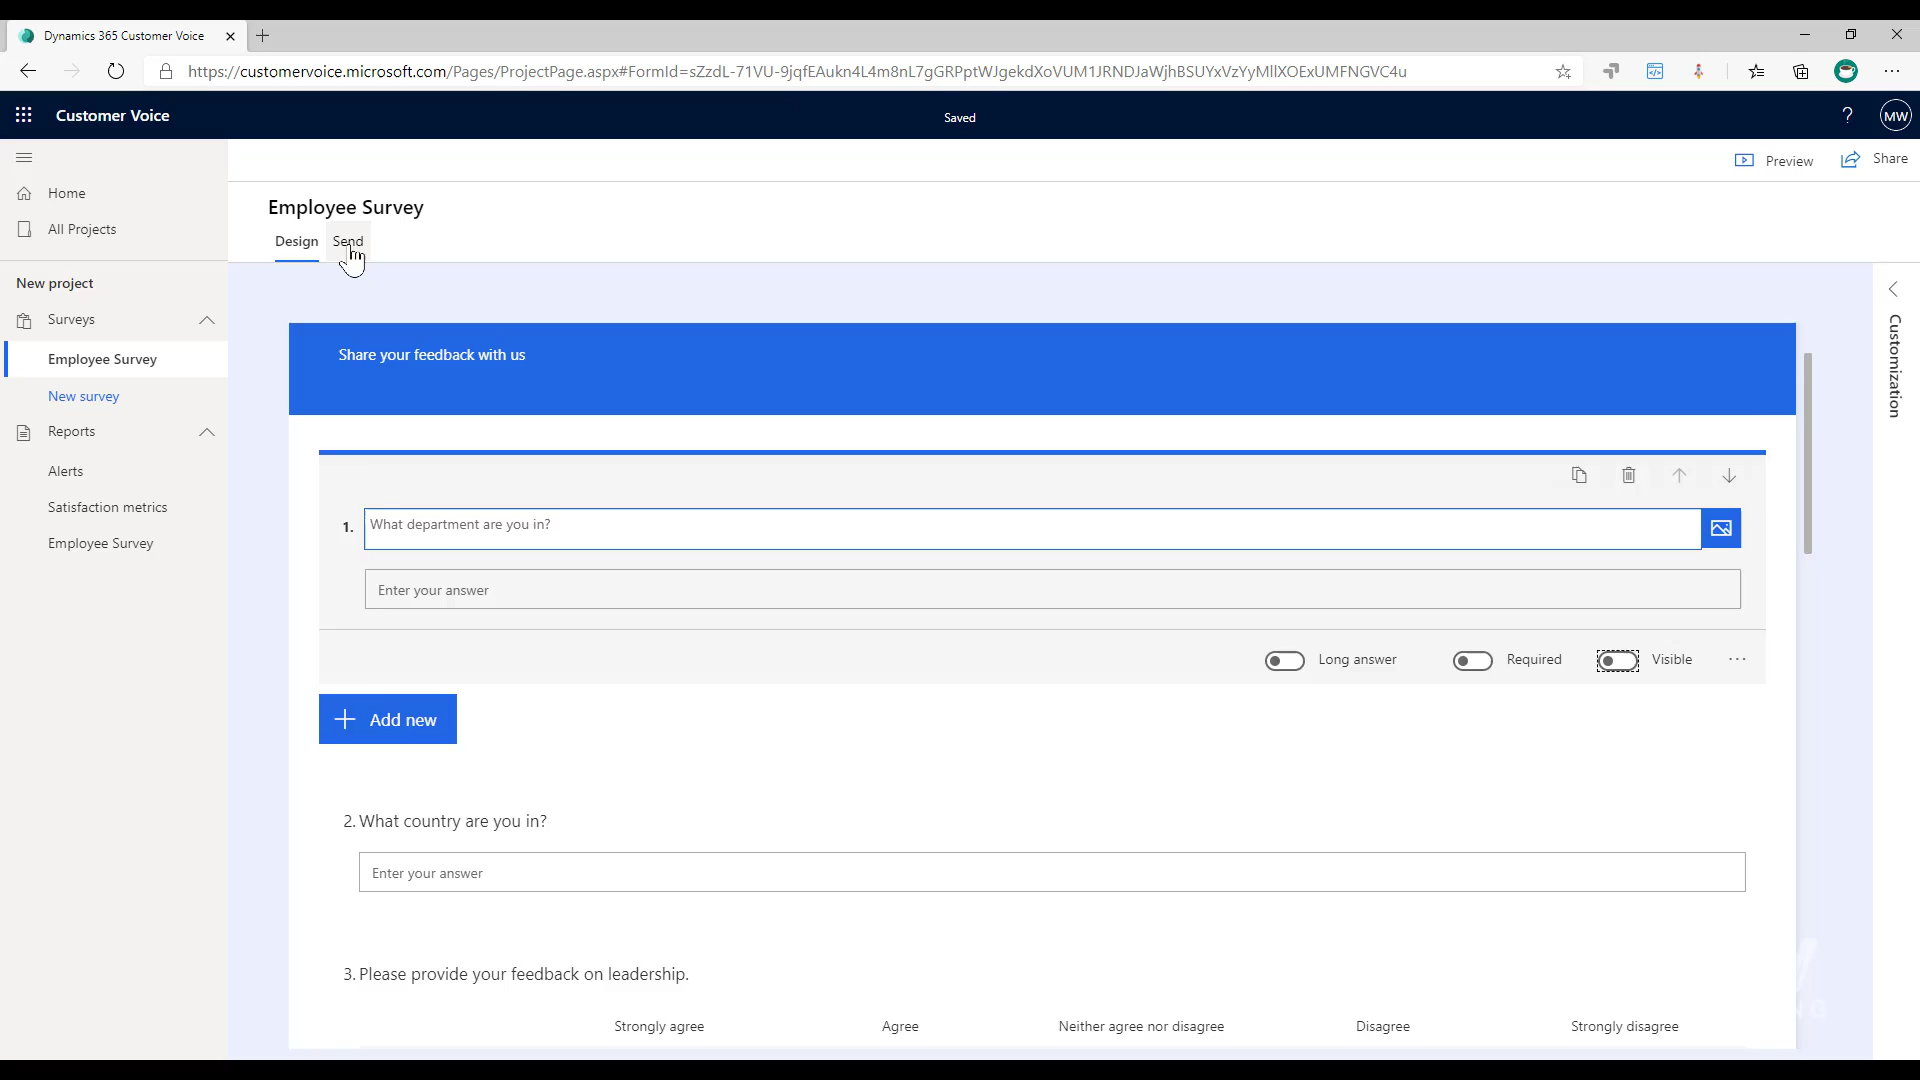 Dynamics 365 Customer Voice
https://customervoice.microsoft.com/Pages/ProjectPage.aspx#FormId=sZzdL-71VU-9jqfEAukn4L4m8nL7gGRPptWJgekdXoVUM1JRNDJaWjhBSUYxVzYyMllXOExUMFNGVC4u
Customer Voice
Saved
?
MW
Preview
Share
Home
All Projects
New project
Surveys
Employee Survey
New survey
Reports
Alerts
Satisfaction metrics
Employee Survey
Employee Survey
Design
Send
Customization
Share your feedback with us
1.
What department are you in?
Enter your answer
Long answer
Required
Visible
Add new
2. What country are you in?
Enter your answer
3. Please provide your feedback on leadership.
Strongly agree
Agree
Neither agree nor disagree
Disagree
Strongly disagree